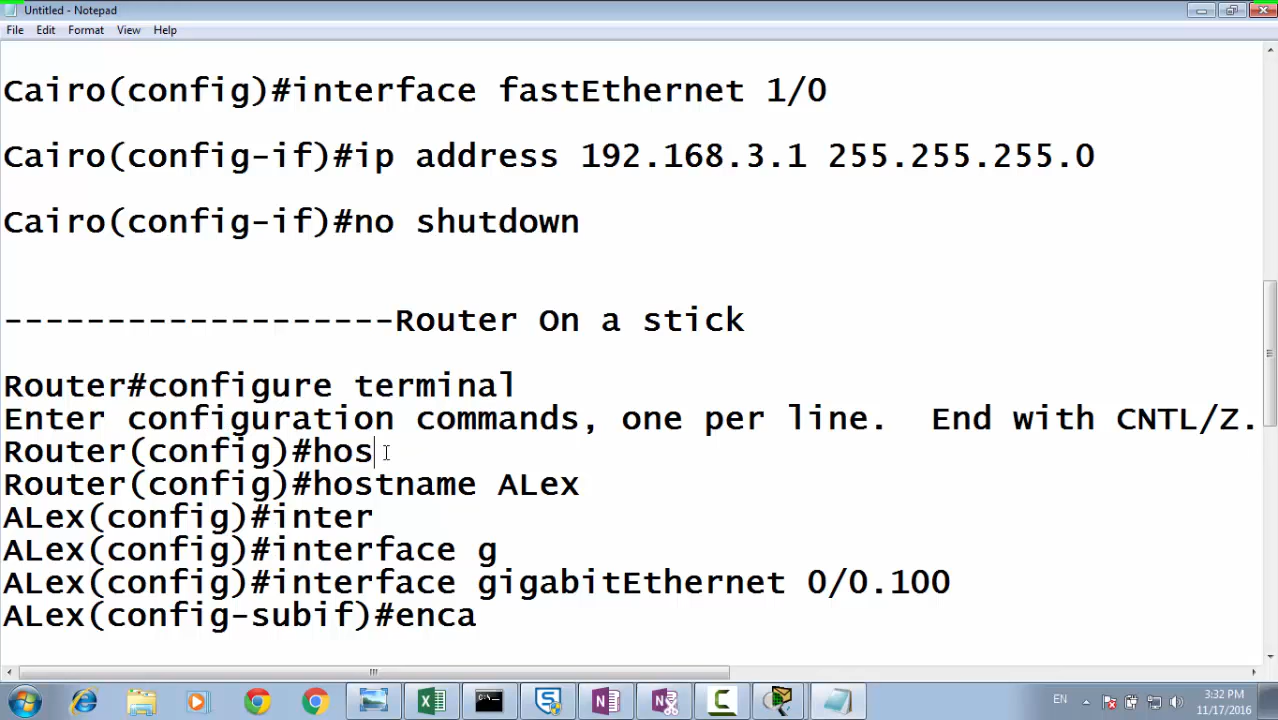 Untitled - Notepad
File Edit Format View Help
Cairo(config)#interface fastEthernet 1/0
Cairo(config-if)#ip address 192.168.3.1 255.255.255.0
Cairo(config-if)#no shutdown
-------------------Router On a stick
Router#configure terminal
Enter configuration commands, one per line.  End with CNTL/Z.
Router(config)#hos
Router(config)#hostname ALex
ALex(config)#inter
ALex(config)#interface g
ALex(config)#interface gigabitEthernet 0/0.100
ALex(config-subif)#enca
EN
3:32 PM
11/17/2016